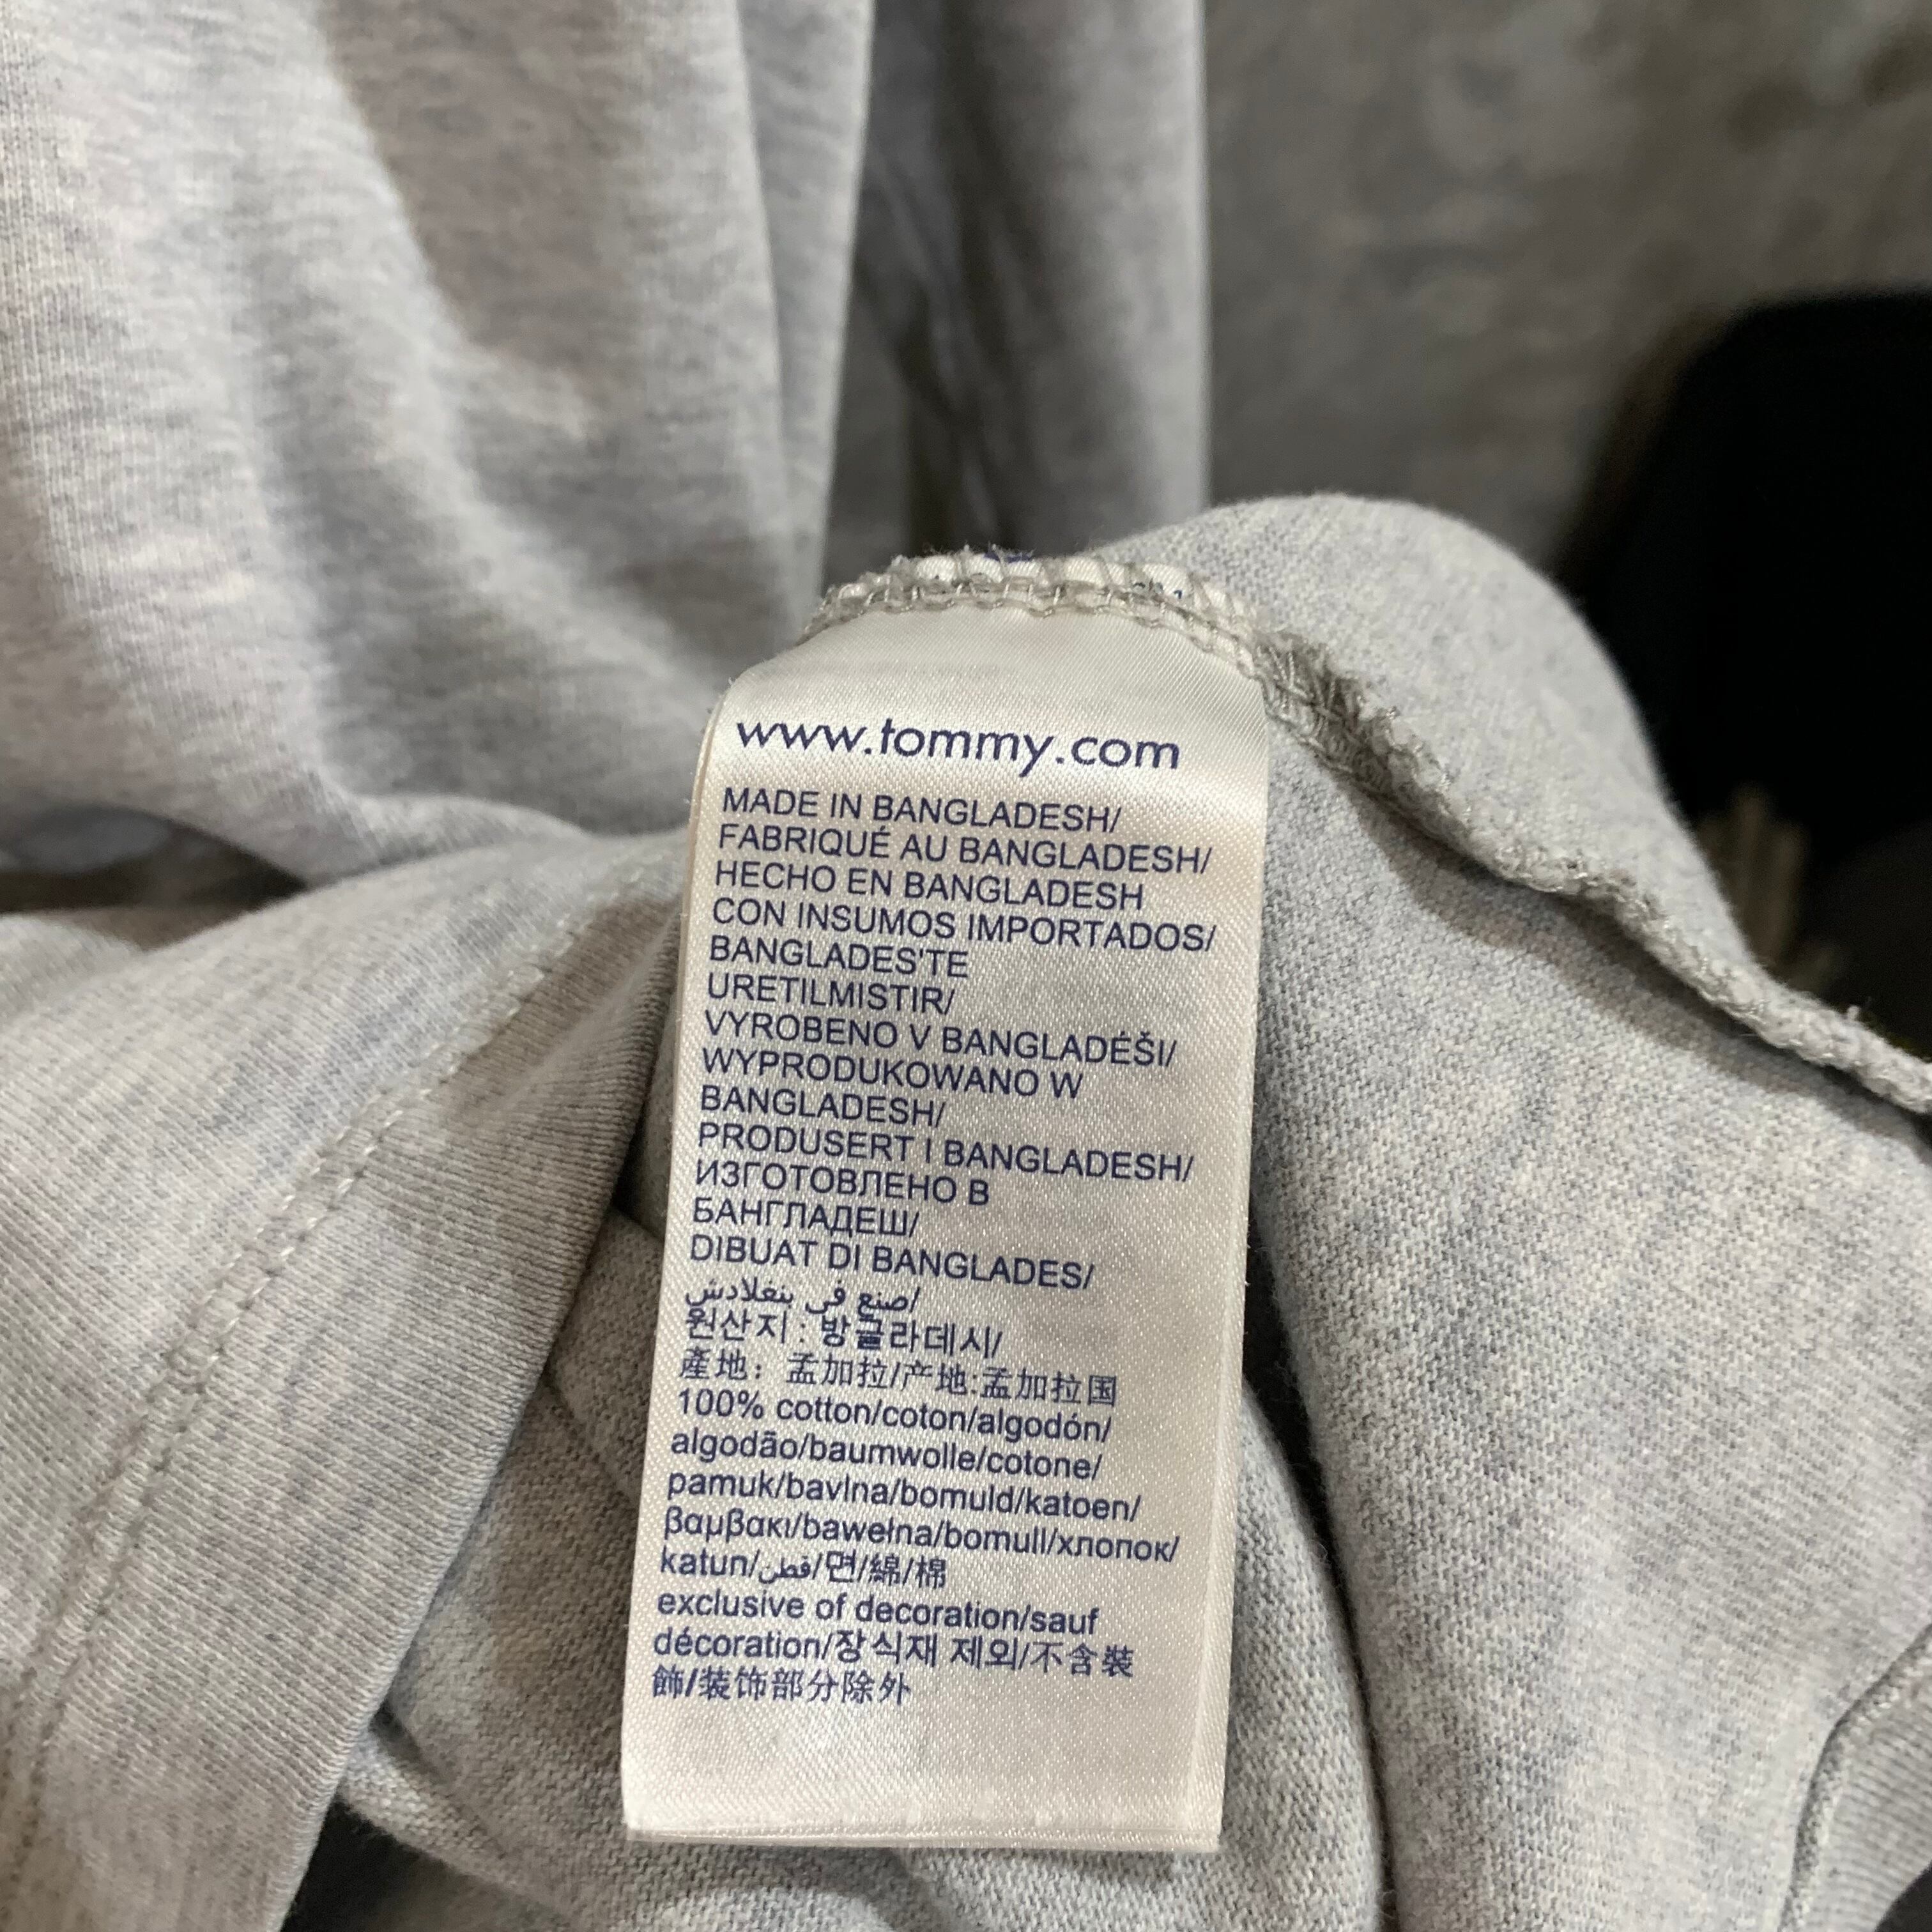 www.tommy.com
MADE IN BANGLADESH/
FABRIQUÉ AU BANGLADESH/
HECHO EN BANGLADESH
CON INSUMOS IMPORTADOS/
BANGLADES'TE
URETILMISTIR/
VYROBENO V BANGLADÉŠI/
WYPRODUKOWANO W
BANGLADESH/
PRODUSERT I BANGLADESH/
ИЗГОТОВЛЕНО В
БАНГЛАДЕШ/
DIBUAT DI BANGLADES/
صنع في بنغلادش/
원산지 : 방글라데시/
產地：孟加拉/产地:孟加拉国
100% cotton/coton/algodón/
algodão/baumwolle/cotone/
pamuk/bavlna/bomuld/katoen/
βαμβακι/bawełna/bomull/хлопок/
katun/قطن/면/綿/棉
exclusive of decoration/sauf
décoration/장식재 제외/不含裝
飾/装饰部分除外